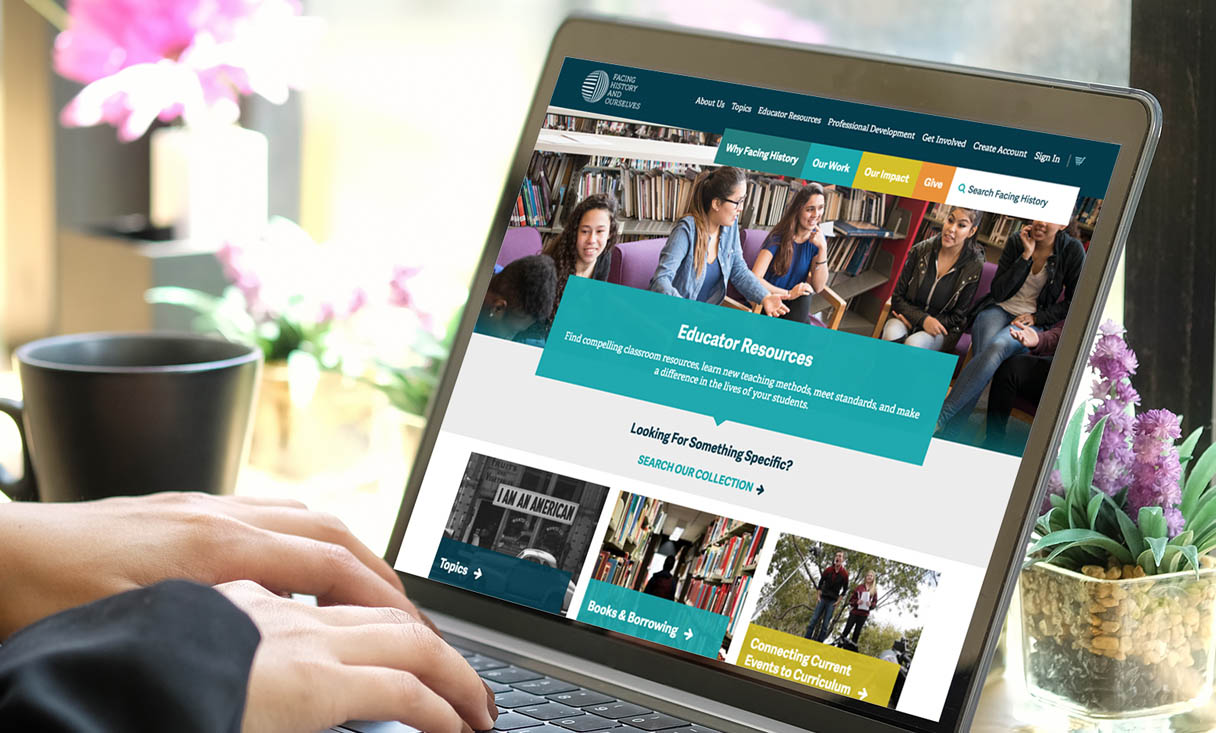 FACING
HISTORY
AND
OURSELVES
About Us Topics Educator Resources Professional Development Get Involved Create Account Sign In
Why Facing History Our Work Our Impact Give Search Facing History
Educator Resources
Find compelling classroom resources, learn new teaching methods, meet standards, and make
a difference in the lives of your students.
Looking For Something Specific?
SEARCH OUR COLLECTION
I AM AN AMERICAN
Topics
Books & Borrowing
Connecting Current
Events to Curriculum